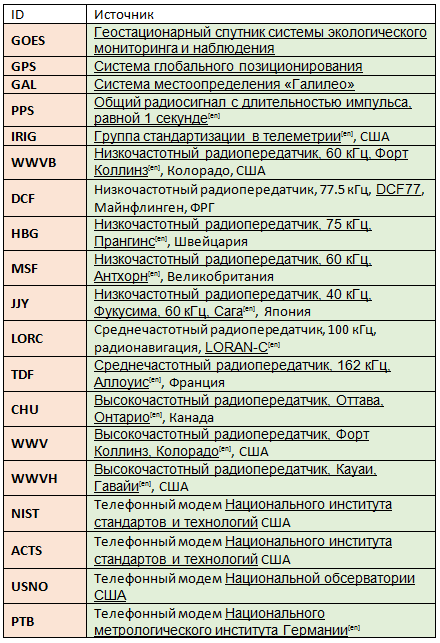 ID Источник
GOES Геостационарный спутник системы экологического
мониторинга и наблюдения
GPS Система глобального позиционирования
GAL Система местоопределения «Галилео»
PPS Общий радиосигнал с длительностью импульса,
равной 1 секунде[en]
IRIG Группа стандартизации в телеметрии[en], США
WWVB Низкочастотный радиопередатчик, 60 кГц, Форт
Коллинз[en], Колорадо, США
DCF Низкочастотный радиопередатчик, 77.5 кГц, DCF77,
Майнфлинген, ФРГ
HBG Низкочастотный радиопередатчик, 75 кГц,
Прангинс[en], Швейцария
MSF Низкочастотный радиопередатчик, 60 кГц,
Антхорн[en], Великобритания
JJY Низкочастотный радиопередатчик, 40 кГц,
Фукусима, 60 кГц, Сага[en], Япония
LORC Среднечастотный радиопередатчик, 100 кГц,
радионавигация, LORAN-C[en]
TDF Среднечастотный радиопередатчик, 162 кГц,
Аллоуис[en], Франция
CHU Высокочастотный радиопередатчик, Оттава,
Онтарио[en], Канада
WWV Высокочастотный радиопередатчик, Форт
Коллинз, Колорадо[en], США
WWVH Высокочастотный радиопередатчик, Кауаи,
Гавайи[en], США
NIST Телефонный модем Национального института
стандартов и технологий США
ACTS Телефонный модем Национального института
стандартов и технологий США
USNO Телефонный модем Национальной обсерватории
США
PTB Телефонный модем Национального
метрологического института Германии[en]